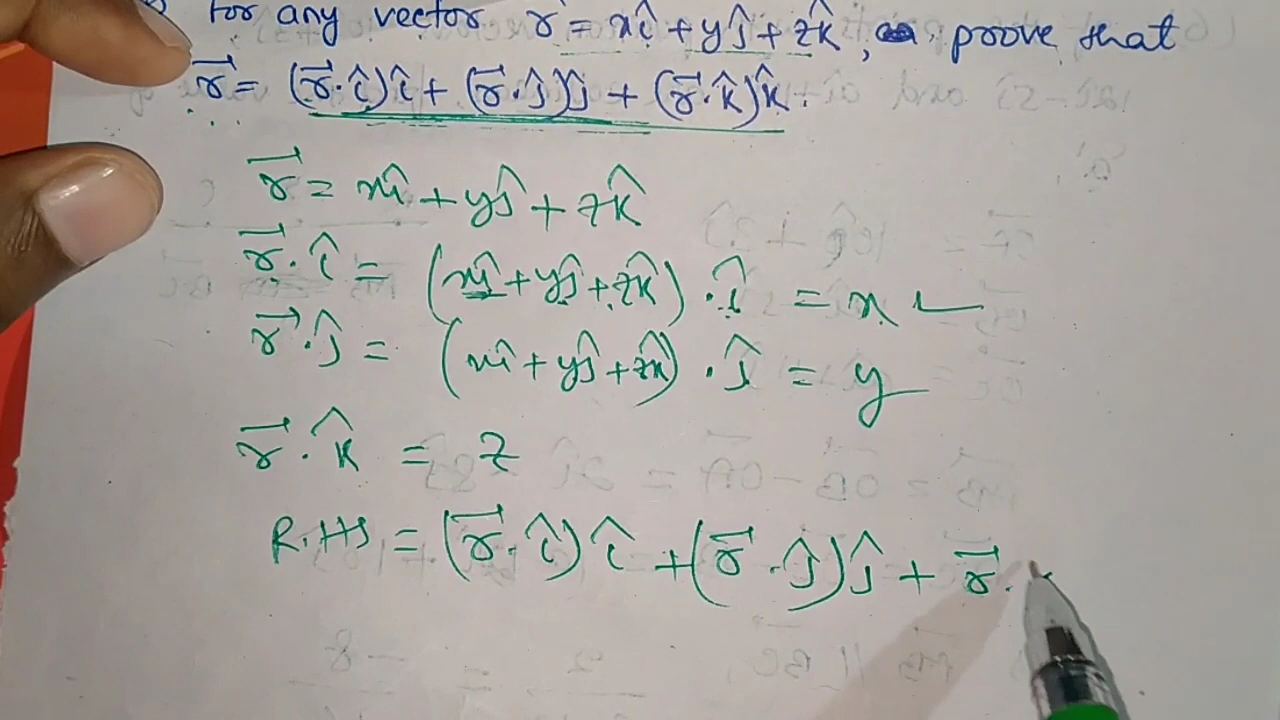 for any vector r⃗ = xî + yĵ + zk̂, prove that
r⃗ = (r⃗.î)î + (r⃗.ĵ)ĵ + (r⃗.k̂)k̂.
r⃗ = xî + yĵ + zk̂
r⃗.î = (xî + yĵ + zk̂).î = x
r⃗.ĵ = (xî + yĵ + zk̂).ĵ = y
r⃗.k̂ = z
R.H.S = (r⃗.î)î + (r⃗.ĵ)ĵ + r⃗.